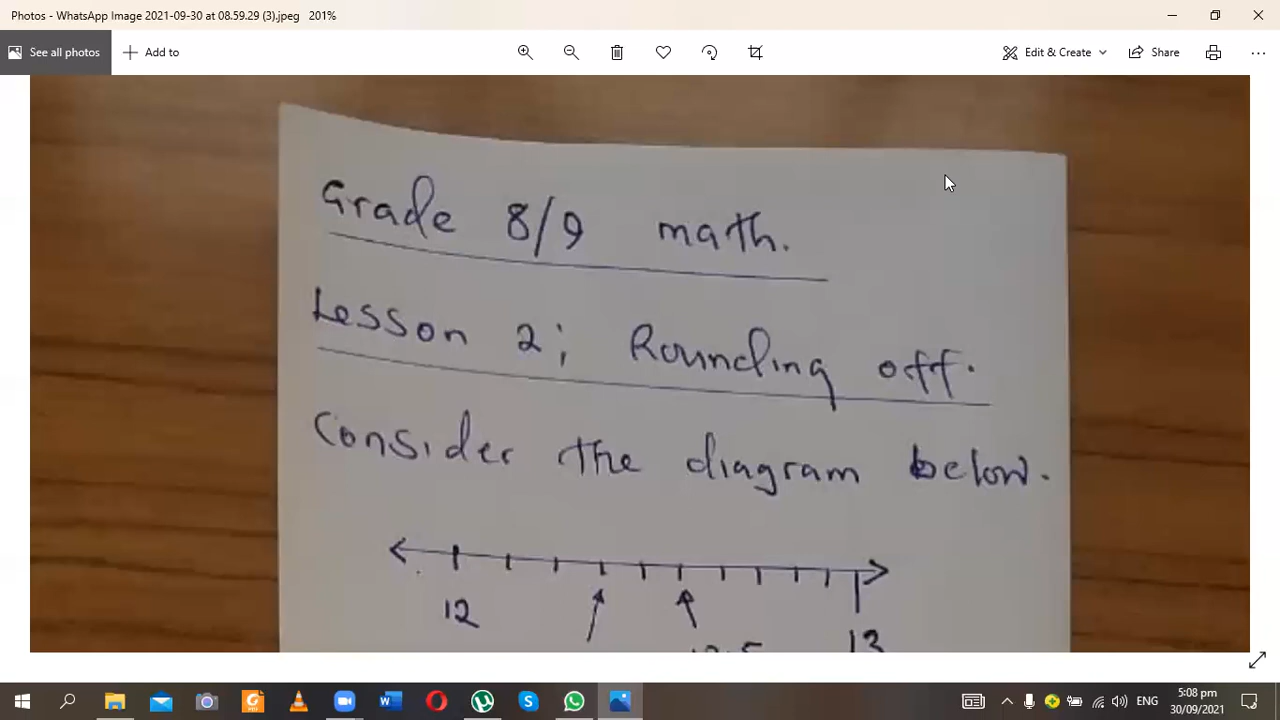 Photos - WhatsApp Image 2021-09-30 at 08.59.29 (3).jpeg 201%
See all photos
Add to
Edit & Create
Share
Grade 8/9 math.
Lesson 2; Rounding off.
Consider the diagram below.
12
13
ENG
5:08 pm
30/09/2021